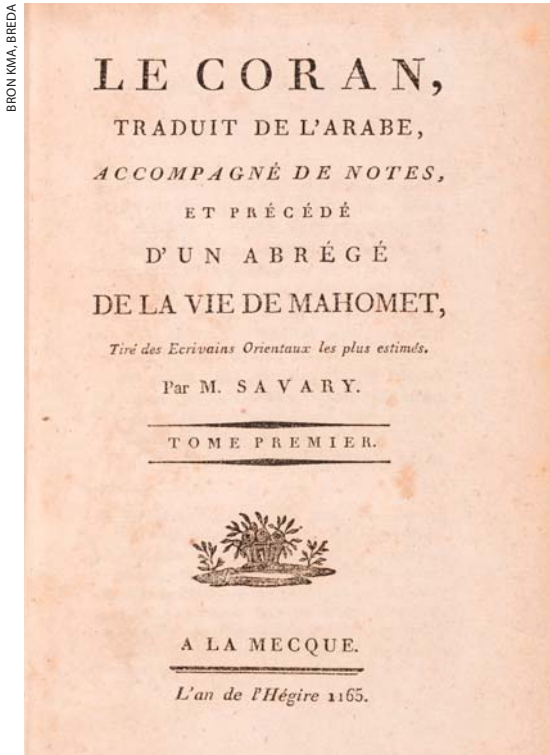 BRON KMA, BREDA
LE CORAN,
TRADUIT DE L'ARABE,
ACCOMPAGNÉ DE NOTES,
ET PRÉCÉDÉ
D'UN ABRÉGÉ
DE LA VIE DE MAHOMET,
Tiré des Ecrivains Orientaux les plus estimés.
Par M. SAVARY.
TOME PREMIER.
A LA MECQUE.
L'an de l'Hégire 1165.